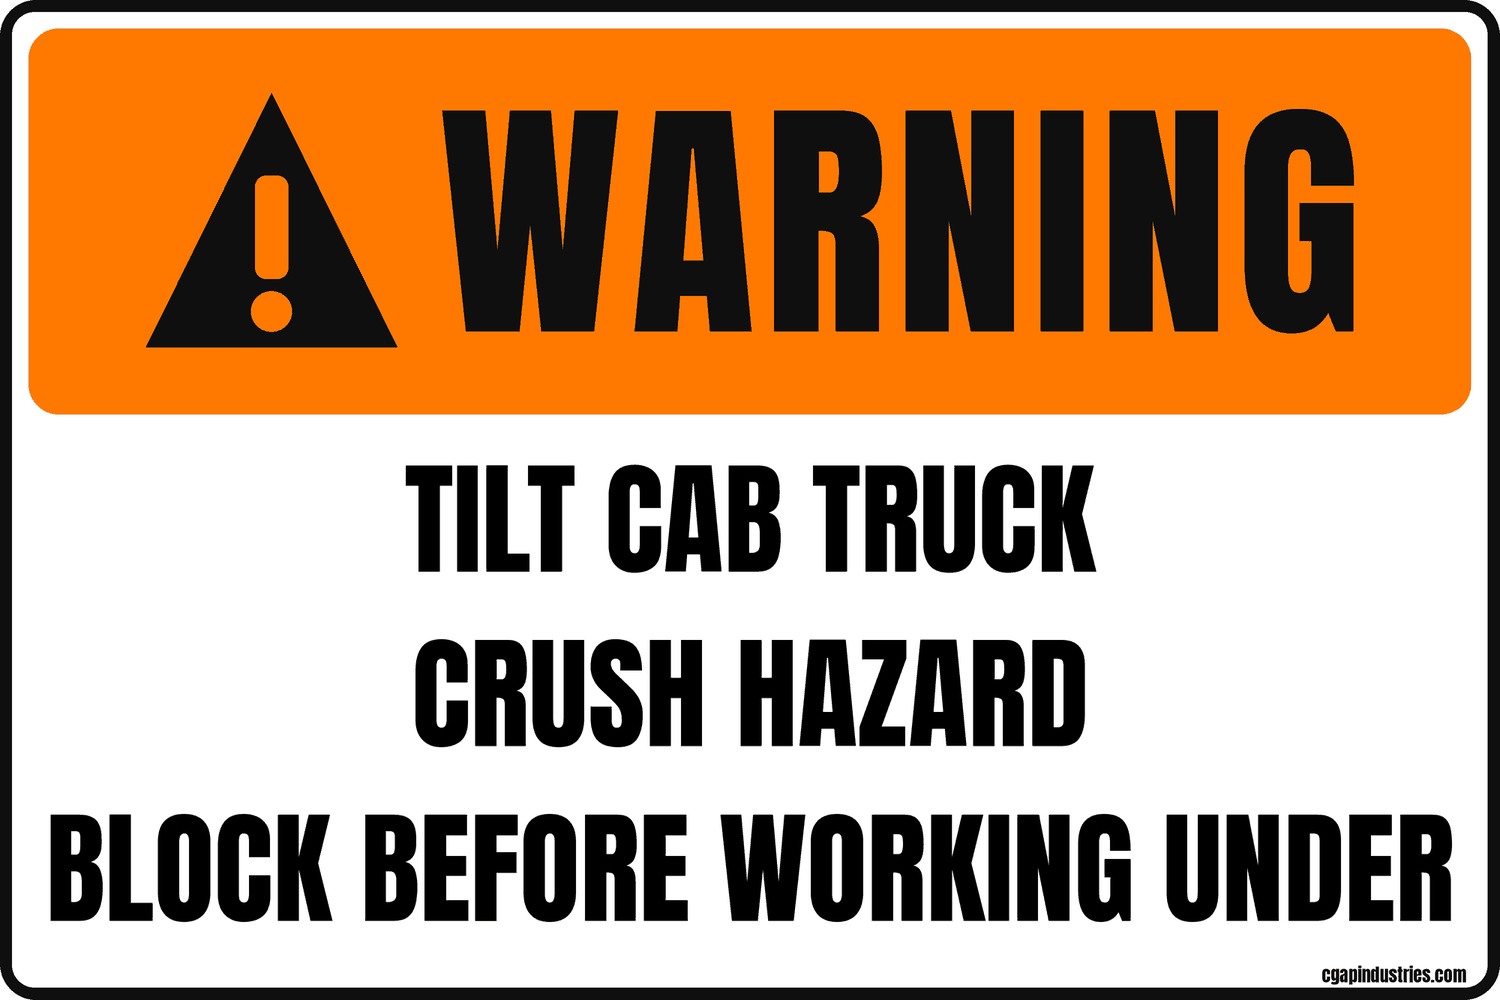 WARNING
TILT CAB TRUCK
CRUSH HAZARD
BLOCK BEFORE WORKING UNDER
cgapindustries.com